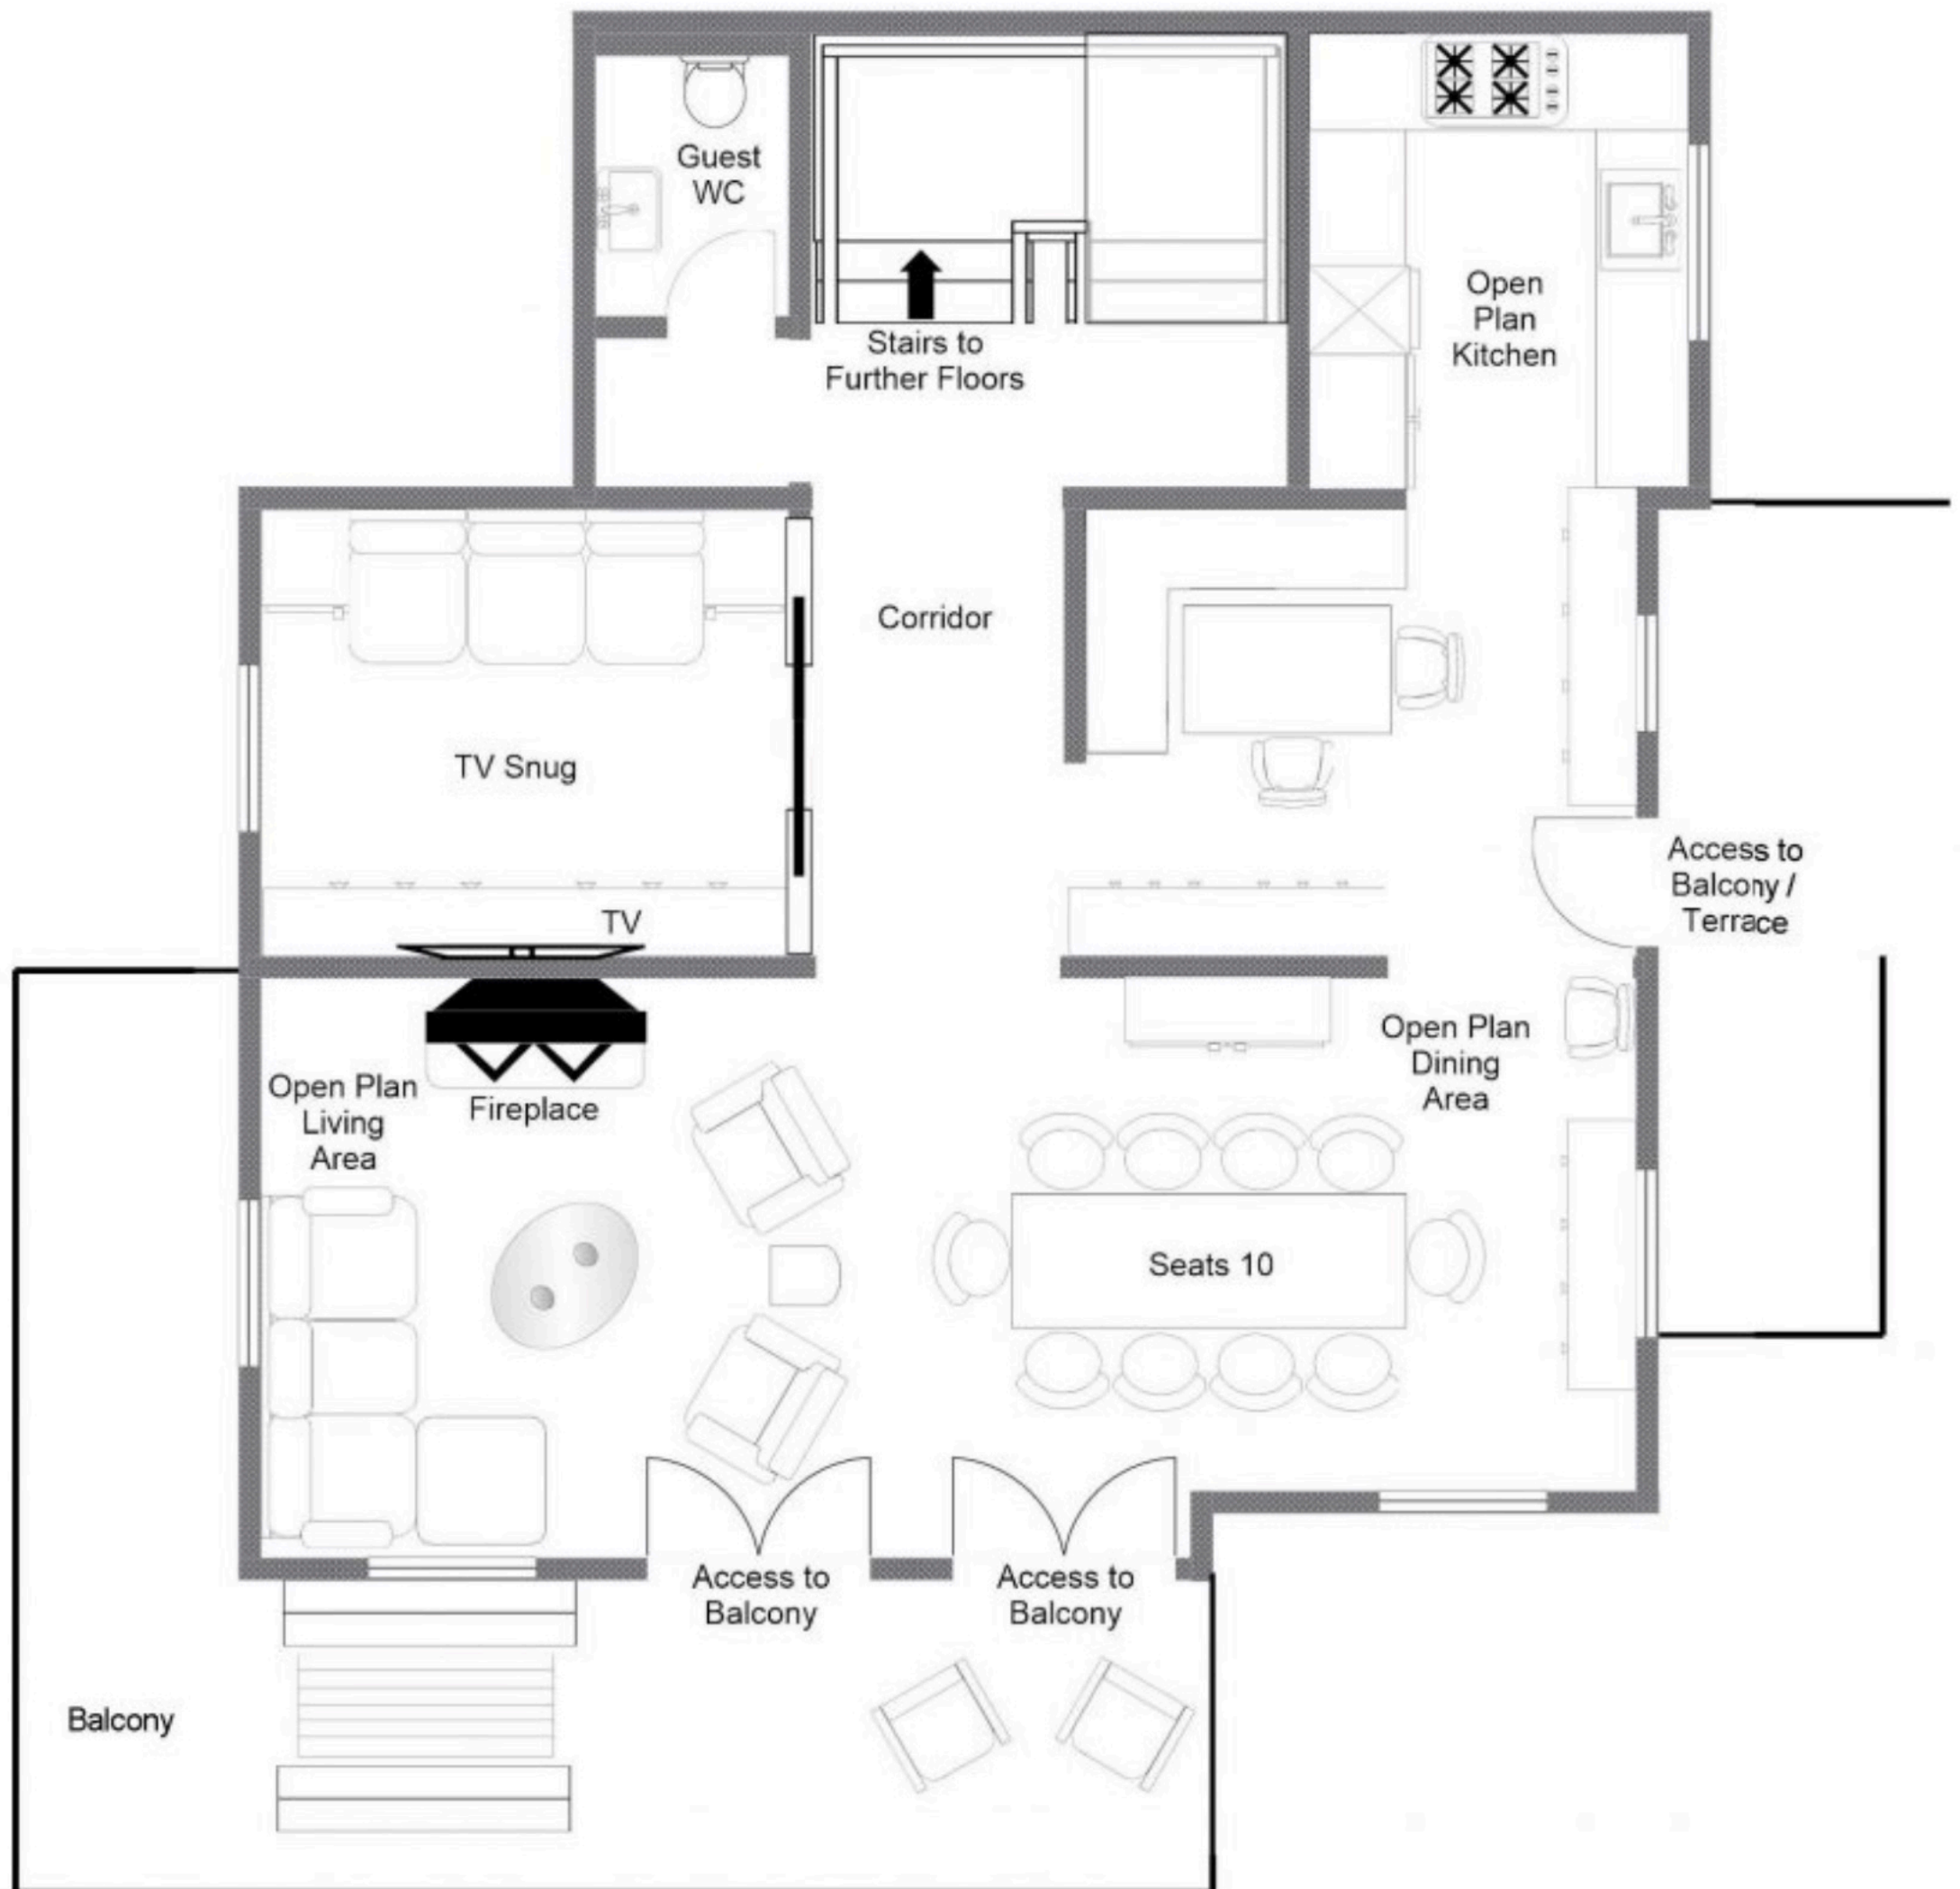 Guest
WC
Stairs to
Further Floors
Open
Plan
Kitchen
Corridor
TV Snug
TV
Access to
Balcony /
Terrace
Open Plan
Living
Area
Fireplace
Open Plan
Dining
Area
Seats 10
Access to
Balcony
Access to
Balcony
Balcony